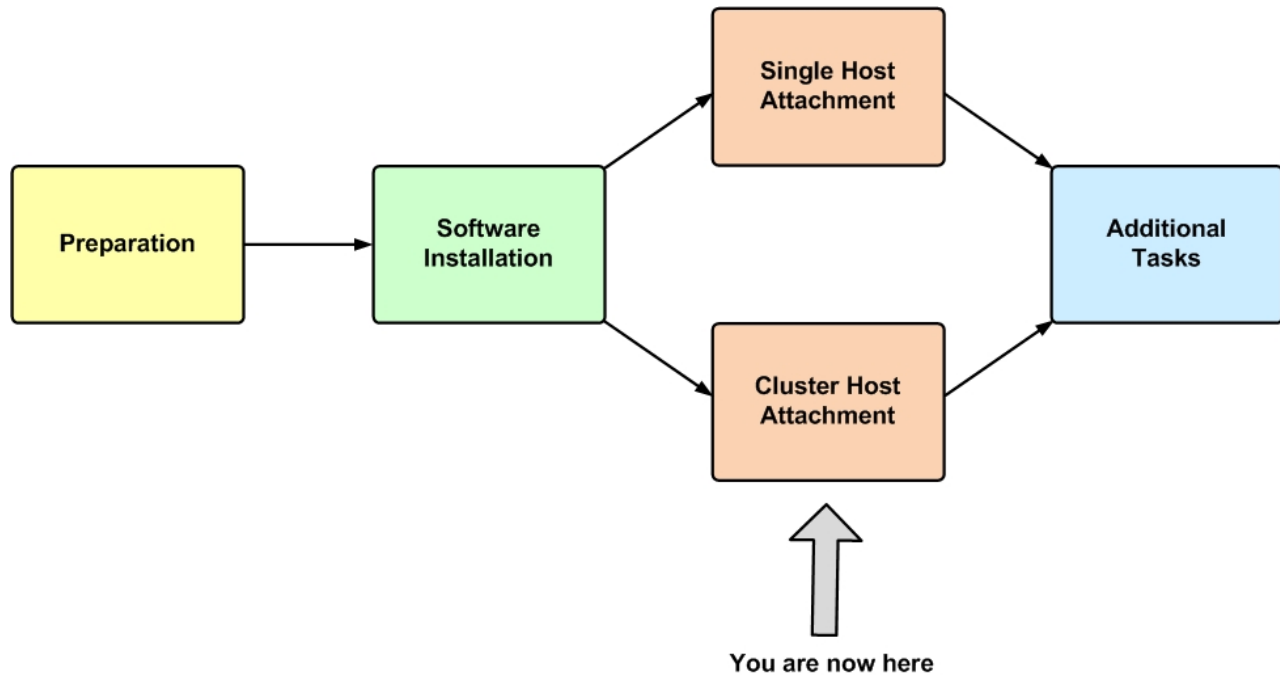 Single Host
Attachment
Preparation
Software
Installation
Additional
Tasks
Cluster Host
Attachment
You are now here